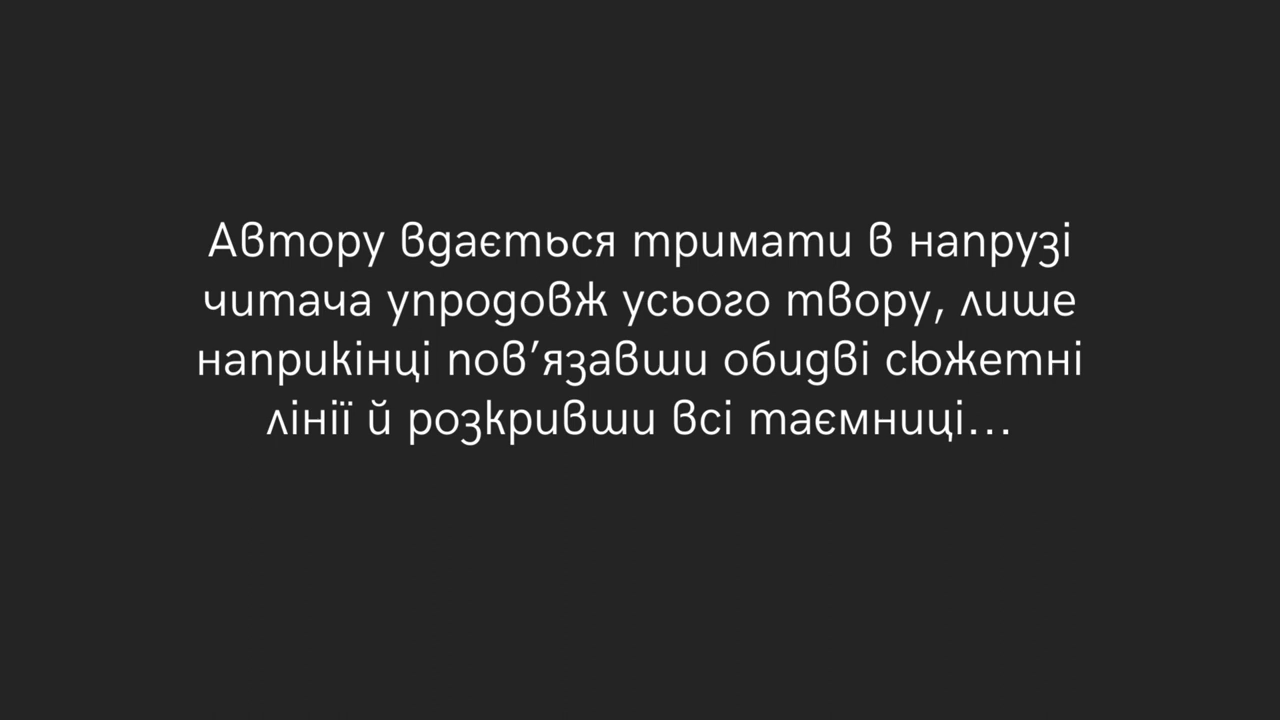 Автору вдається тримати в напрузі
читача упродовж усього твору, лише
наприкінці пов’язавши обидві сюжетні
лінії й розкривши всі таємниці...